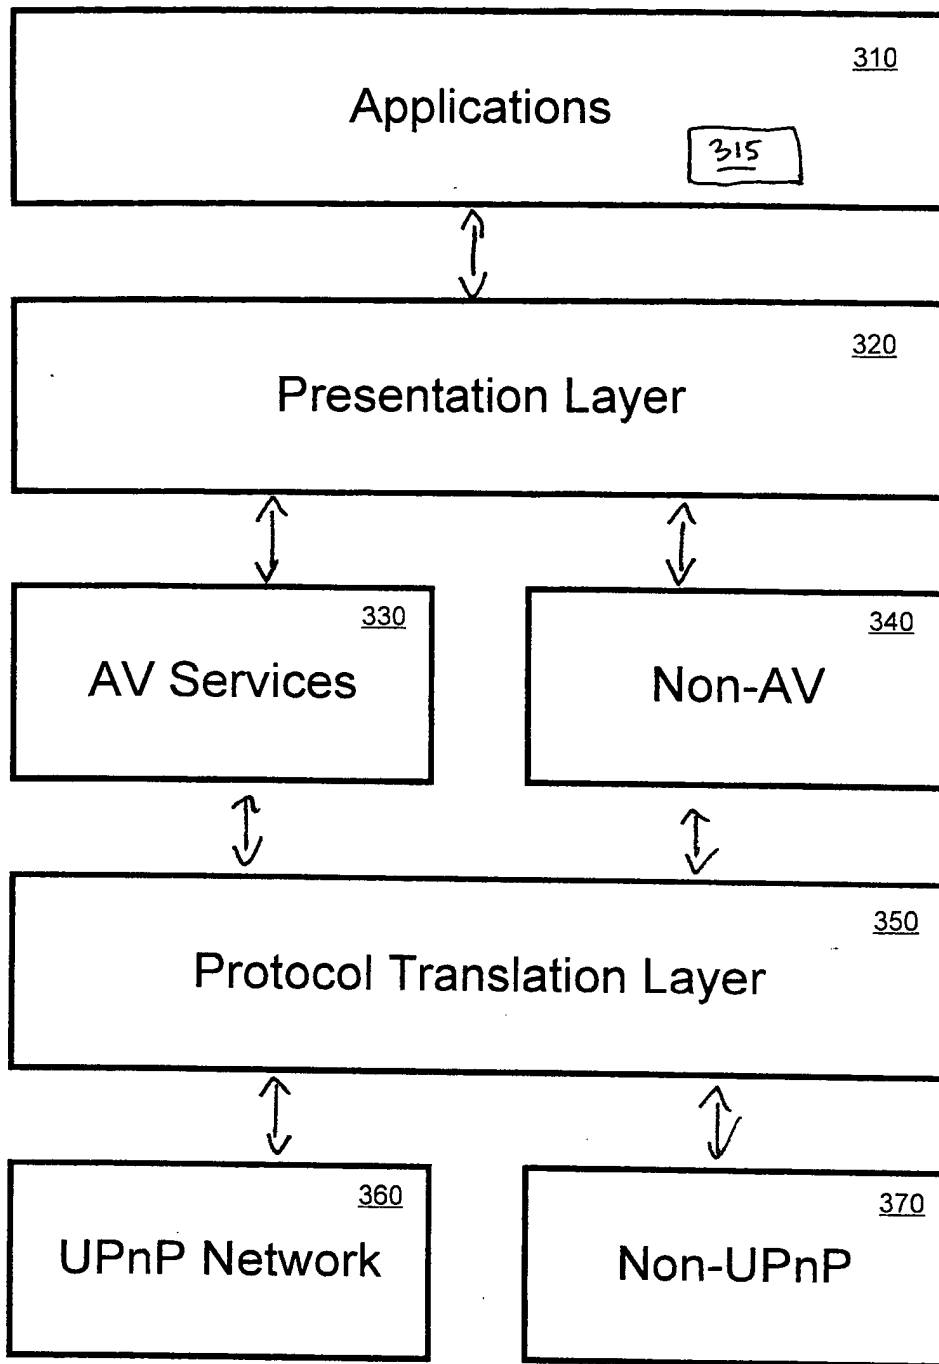 310
Applications
315
320
Presentation Layer
330
AV Services
340
Non-AV
350
Protocol Translation Layer
360
UPnP Network
370
Non-UPnP